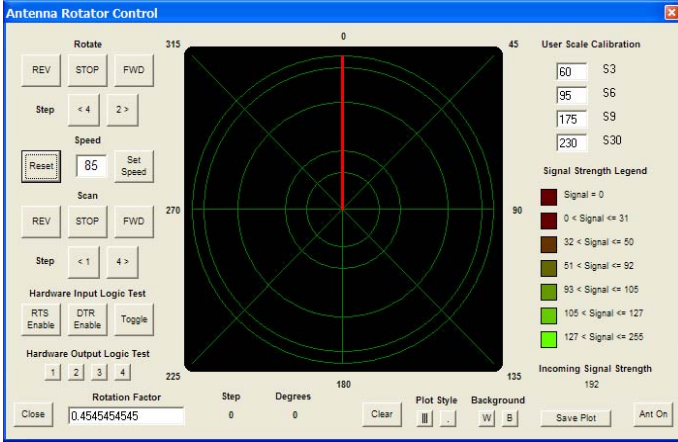 Antenna Rotator Control
Rotate
REV STOP FWD
Step < 4 2 >
Speed
Reset 85 Set Speed
Scan
REV STOP FWD
Step < 1 4 >
Hardware Input Logic Test
RTS Enable DTR Enable Toggle
Hardware Output Logic Test
1 2 3 4
315 0 45
270 90
225 180 135
User Scale Calibration
60 S3
95 S6
175 S9
230 S30
Signal Strength Legend
Signal = 0
0 < Signal <= 31
32 < Signal <= 50
51 < Signal <= 92
93 < Signal <= 105
105 < Signal <= 127
127 < Signal <= 255
Incoming Signal Strength
192
Rotation Factor Step Degrees Plot Style Background
Close 0.4545454545 0 0 Clear ||| . W B Save Plot Ant On